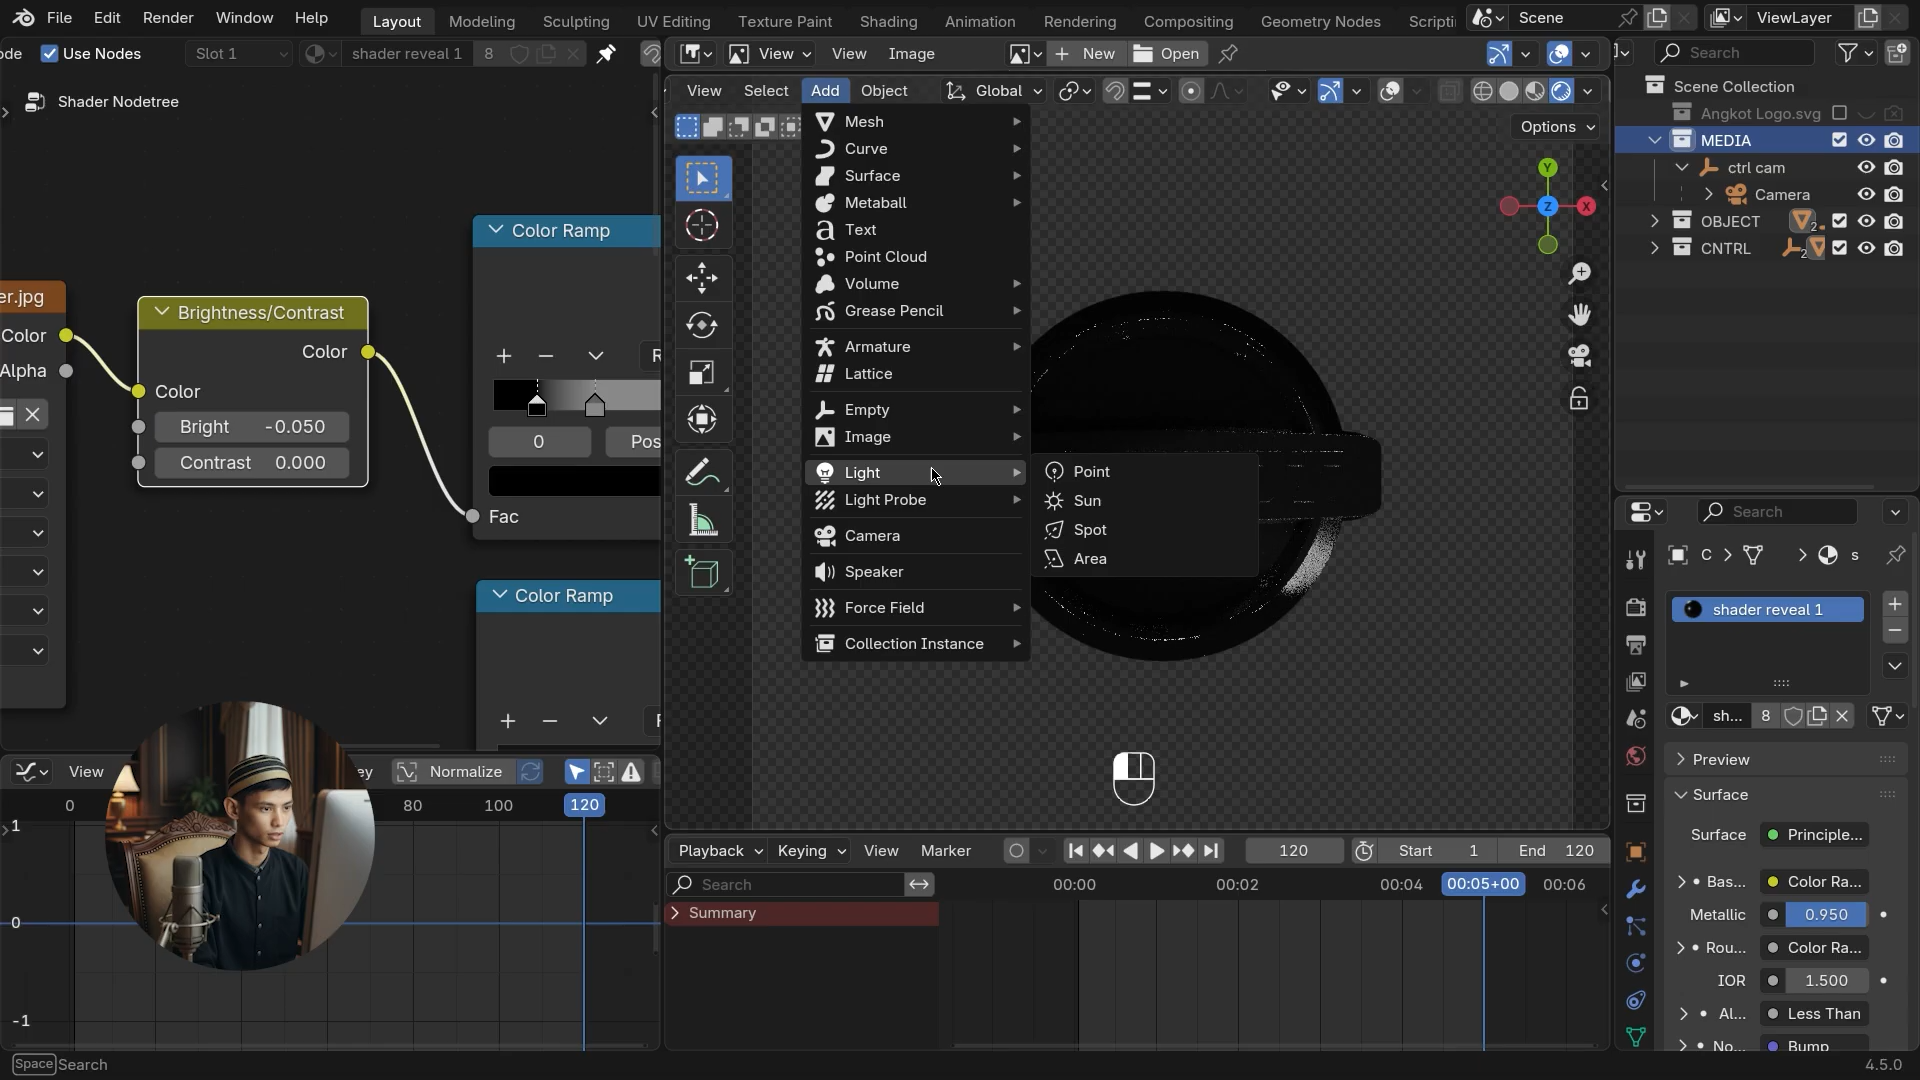 File Edit Render Window Help Layout Modeling Sculpting UV Editing Texture Paint Shading Animation Rendering Compositing Geometry Nodes Scripti Scene ViewLayer
ode Use Nodes Slot 1 shader reveal 1 8 View View Image New Open Search
Shader Nodetree
View Select Add Object Global
Options
Mesh
Curve
Surface
Metaball
Text
Point Cloud
Volume
Grease Pencil
Armature
Lattice
Empty
Image
Light
Light Probe
Camera
Speaker
Force Field
Collection Instance
Point
Sun
Spot
Area
Y
Z
X
er.jpg
Color
Alpha
Brightness/Contrast
Color
Color
Bright -0.050
Contrast 0.000
Color Ramp
R
0 Pos
Fac
Color Ramp
F
Scene Collection
Angkot Logo.svg
MEDIA
ctrl cam
Camera
OBJECT 2
CNTRL 2
Search
C s
shader reveal 1
sh... 8
Preview
Surface
Surface Principle...
Bas... Color Ra...
Metallic 0.950
Rou... Color Ra...
IOR 1.500
Al... Less Than
No... Bump
View ey Normalize
0 80 100 120
1
0
-1
Playback Keying View Marker 120 Start 1 End 120
Search 00:00 00:02 00:04 00:05+00 00:06
Summary
Space Search 4.5.0